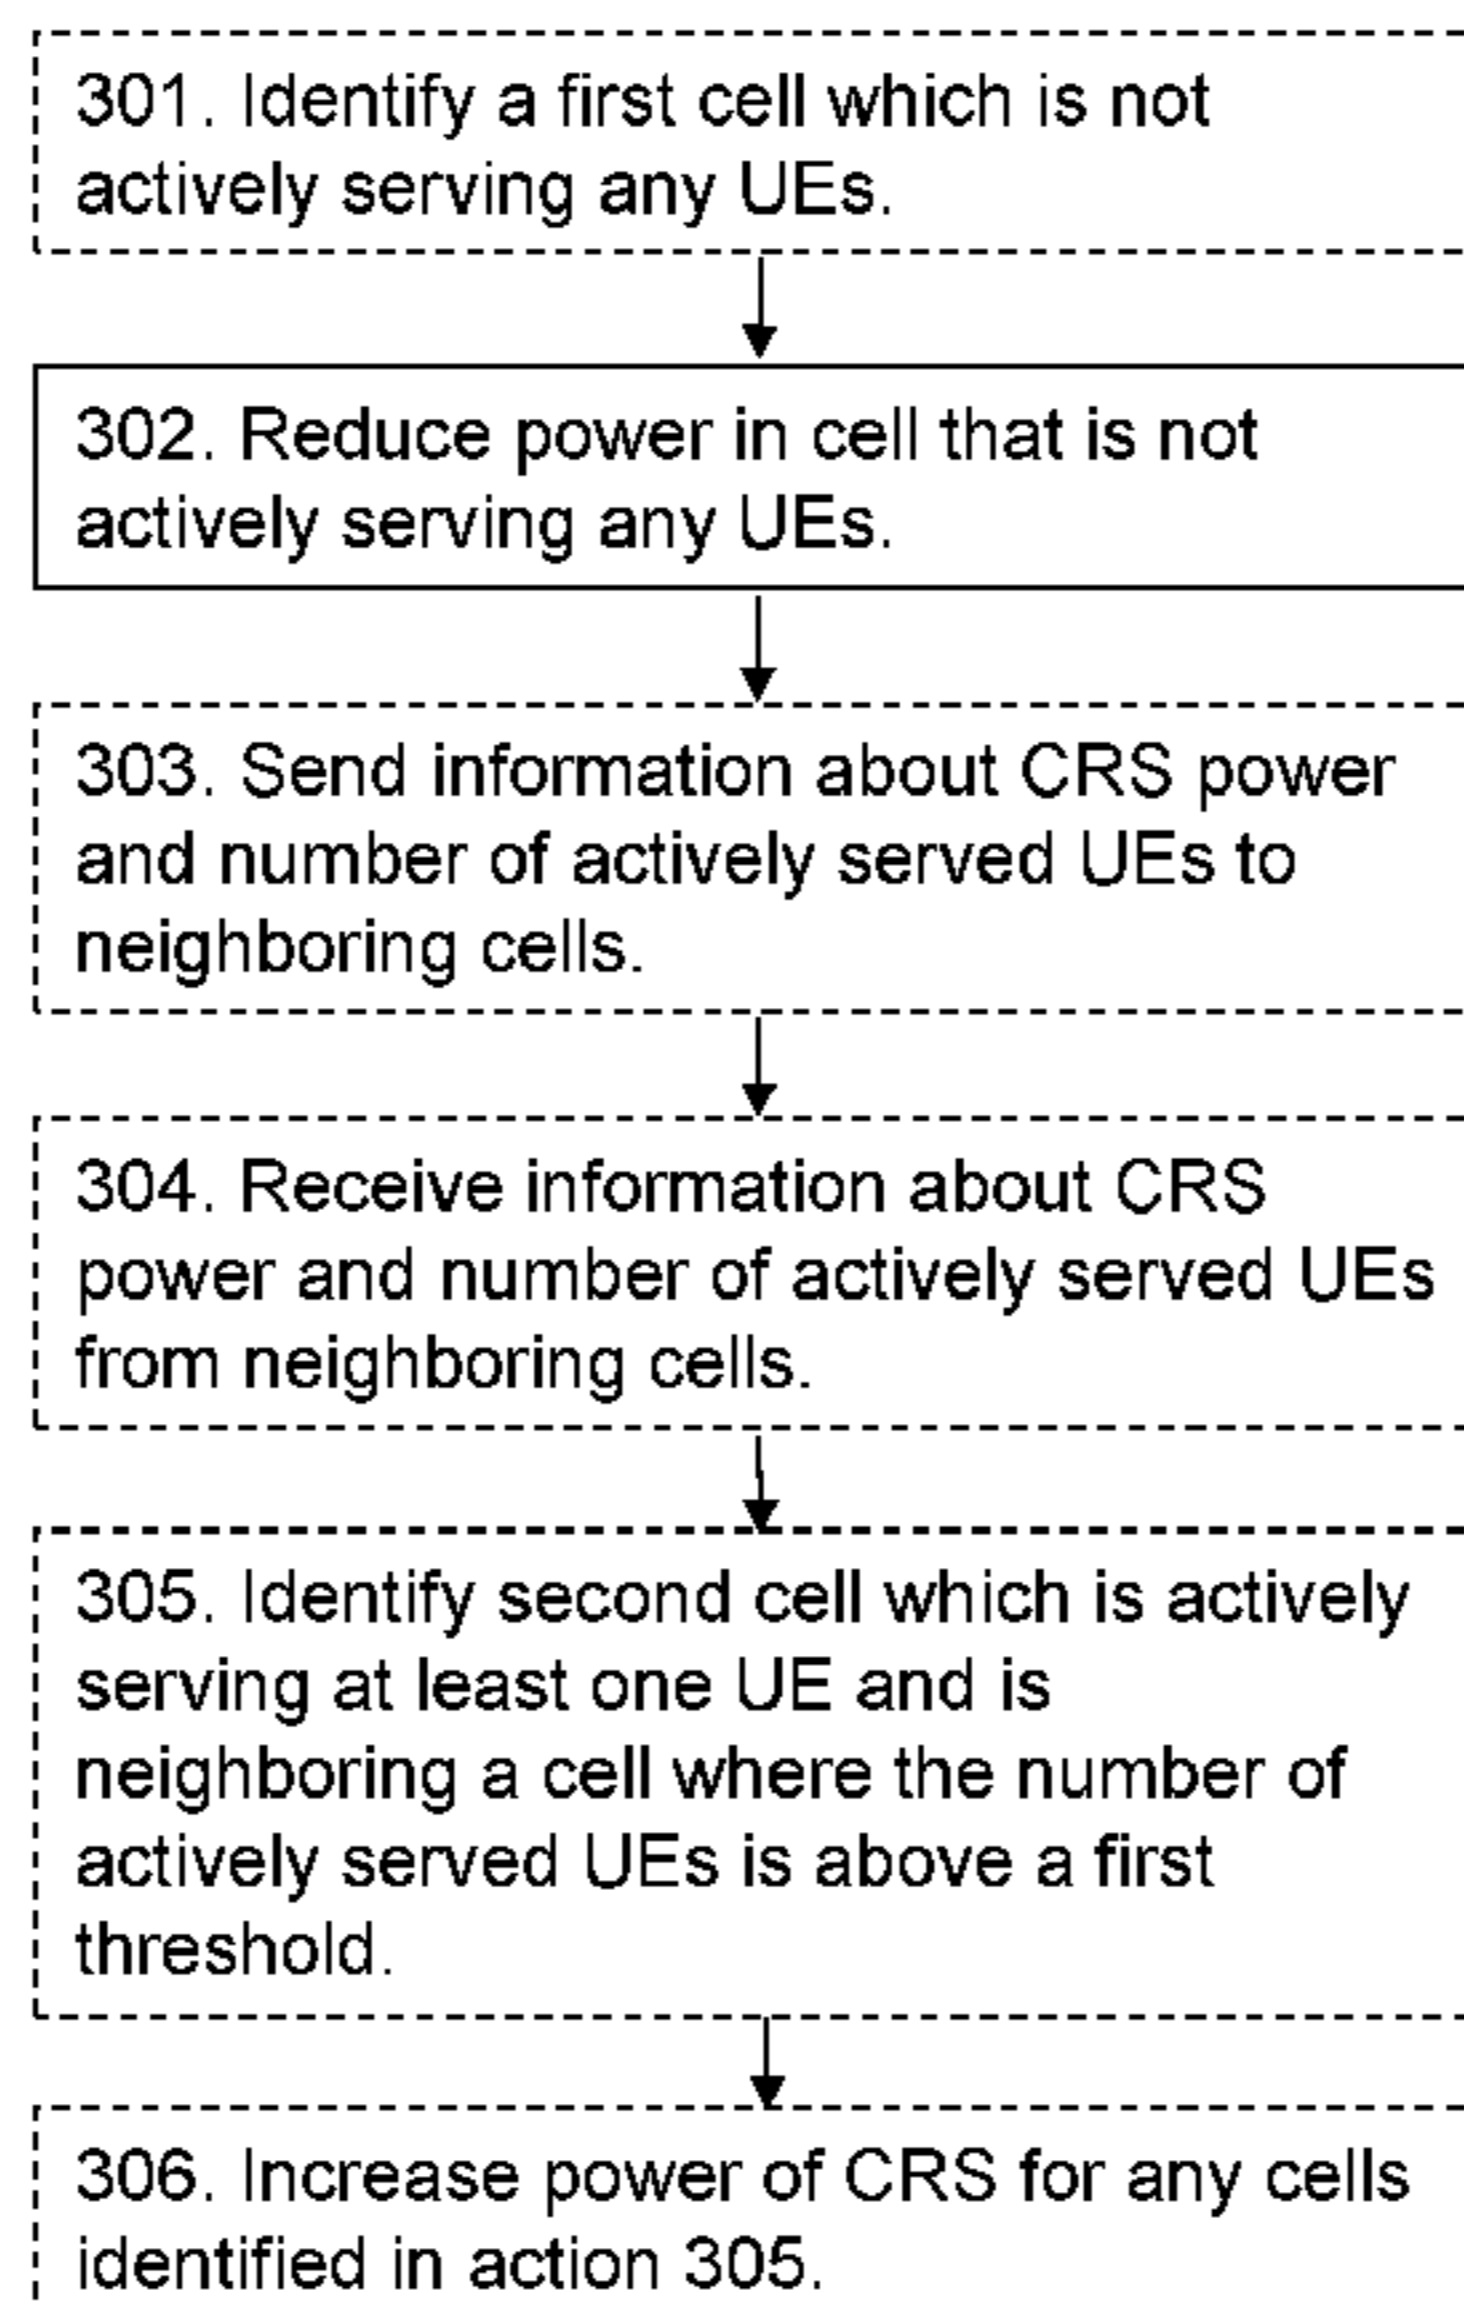 301. Identify a first cell which is not
actively serving any UEs.
302. Reduce power in cell that is not
actively serving any UEs.
303. Send information about CRS power
and number of actively served UEs to
neighboring cells.
304. Receive information about CRS
power and number of actively served UEs
from neighboring cells.
305. Identify second cell which is actively
serving at least one UE and is
neighboring a cell where the number of
actively served UEs is above a first
threshold.
306. Increase power of CRS for any cells
identified in action 305.